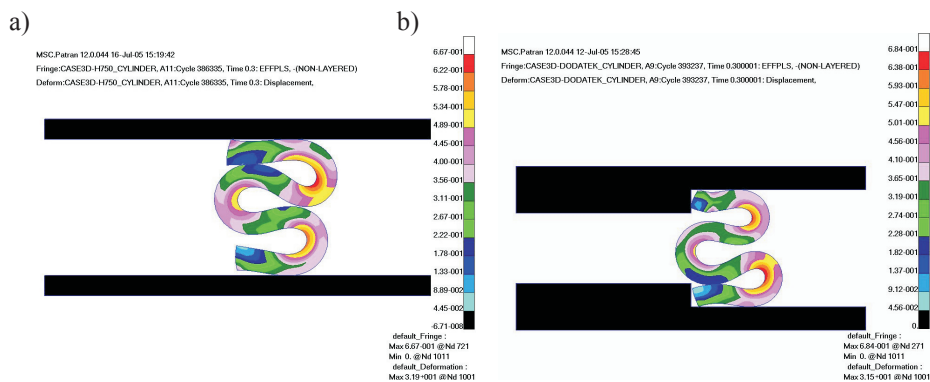 a)
MSC.Patran 12.0.044 16-Jul-05 15:19:42
Fringe:CASE3D-H750_CYLINDER, A11:Cycle 386335, Time 0.3: EFFPLS, -(NON-LAYERED)
Deform:CASE3D-H750_CYLINDER, A11:Cycle 386335, Time 0.3: Displacement,
6.67-001
6.22-001
5.78-001
5.34-001
4.89-001
4.45-001
4.00-001
3.56-001
3.11-001
2.67-001
2.22-001
1.78-001
1.33-001
8.89-002
4.45-002
-6.71-008
default_Fringe :
Max 6.67-001 @Nd 721
Min 0. @Nd 1011
default_Deformation :
Max 3.19+001 @Nd 1001
b)
MSC.Patran 12.0.044 12-Jul-05 15:28:45
Fringe:CASE3D-DODATEK_CYLINDER, A9:Cycle 393237, Time 0.300001: EFFPLS, -(NON-LAYERED)
Deform:CASE3D-DODATEK_CYLINDER, A9:Cycle 393237, Time 0.300001: Displacement,
6.84-001
6.38-001
5.93-001
5.47-001
5.01-001
4.56-001
4.10-001
3.65-001
3.19-001
2.74-001
2.28-001
1.82-001
1.37-001
9.12-002
4.56-002
0.
default_Fringe :
Max 6.84-001 @Nd 271
Min 0. @Nd 1011
default_Deformation :
Max 3.15+001 @Nd 1001